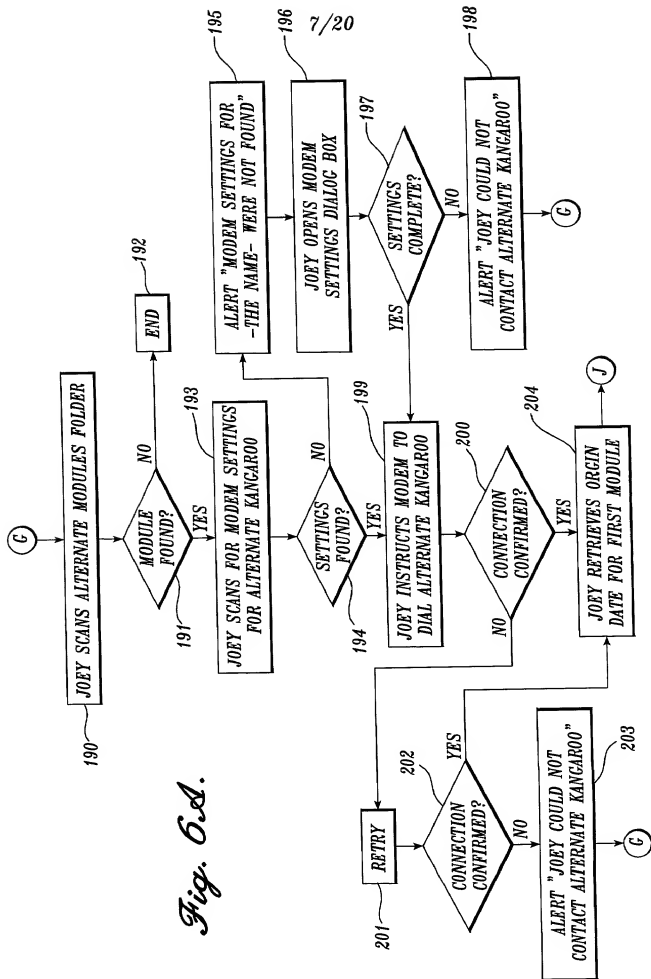 7/20
G
190
JOEY SCANS ALTERNATE MODULES FOLDER
191
MODULE
FOUND?
NO
192
END
YES
193
JOEY SCANS FOR MODEM SETTINGS
FOR ALTERNATE KANGAROO
194
SETTINGS
FOUND?
NO
195
ALERT "MODEM SETTINGS FOR
-THE NAME- WERE NOT FOUND"
196
JOEY OPENS MODEM
SETTINGS DIALOG BOX
197
SETTINGS
COMPLETE?
NO
198
ALERT "JOEY COULD NOT
CONTACT ALTERNATE KANGAROO"
G
YES
YES
199
JOEY INSTRUCTS MODEM TO
DIAL ALTERNATE KANGAROO
200
CONNECTION
CONFIRMED?
NO
YES
201
RETRY
202
CONNECTION
CONFIRMED?
YES
NO
203
ALERT "JOEY COULD NOT
CONTACT ALTERNATE KANGAROO"
G
204
JOEY RETRIEVES ORGIN
DATE FOR FIRST MODULE
J
Fig. 6A.